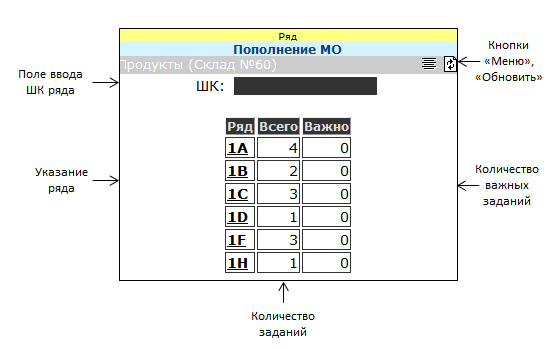 Ряд
Пополнение МО
Продукты (Склад №60)
ШК:
Ряд Всего Важно
1A 4 0
1B 2 0
1C 3 0
1D 1 0
1F 3 0
1H 1 0
Поле ввода
ШК ряда
Указание
ряда
Кнопки
«Меню»,
«Обновить»
Количество
важных
заданий
Количество
заданий